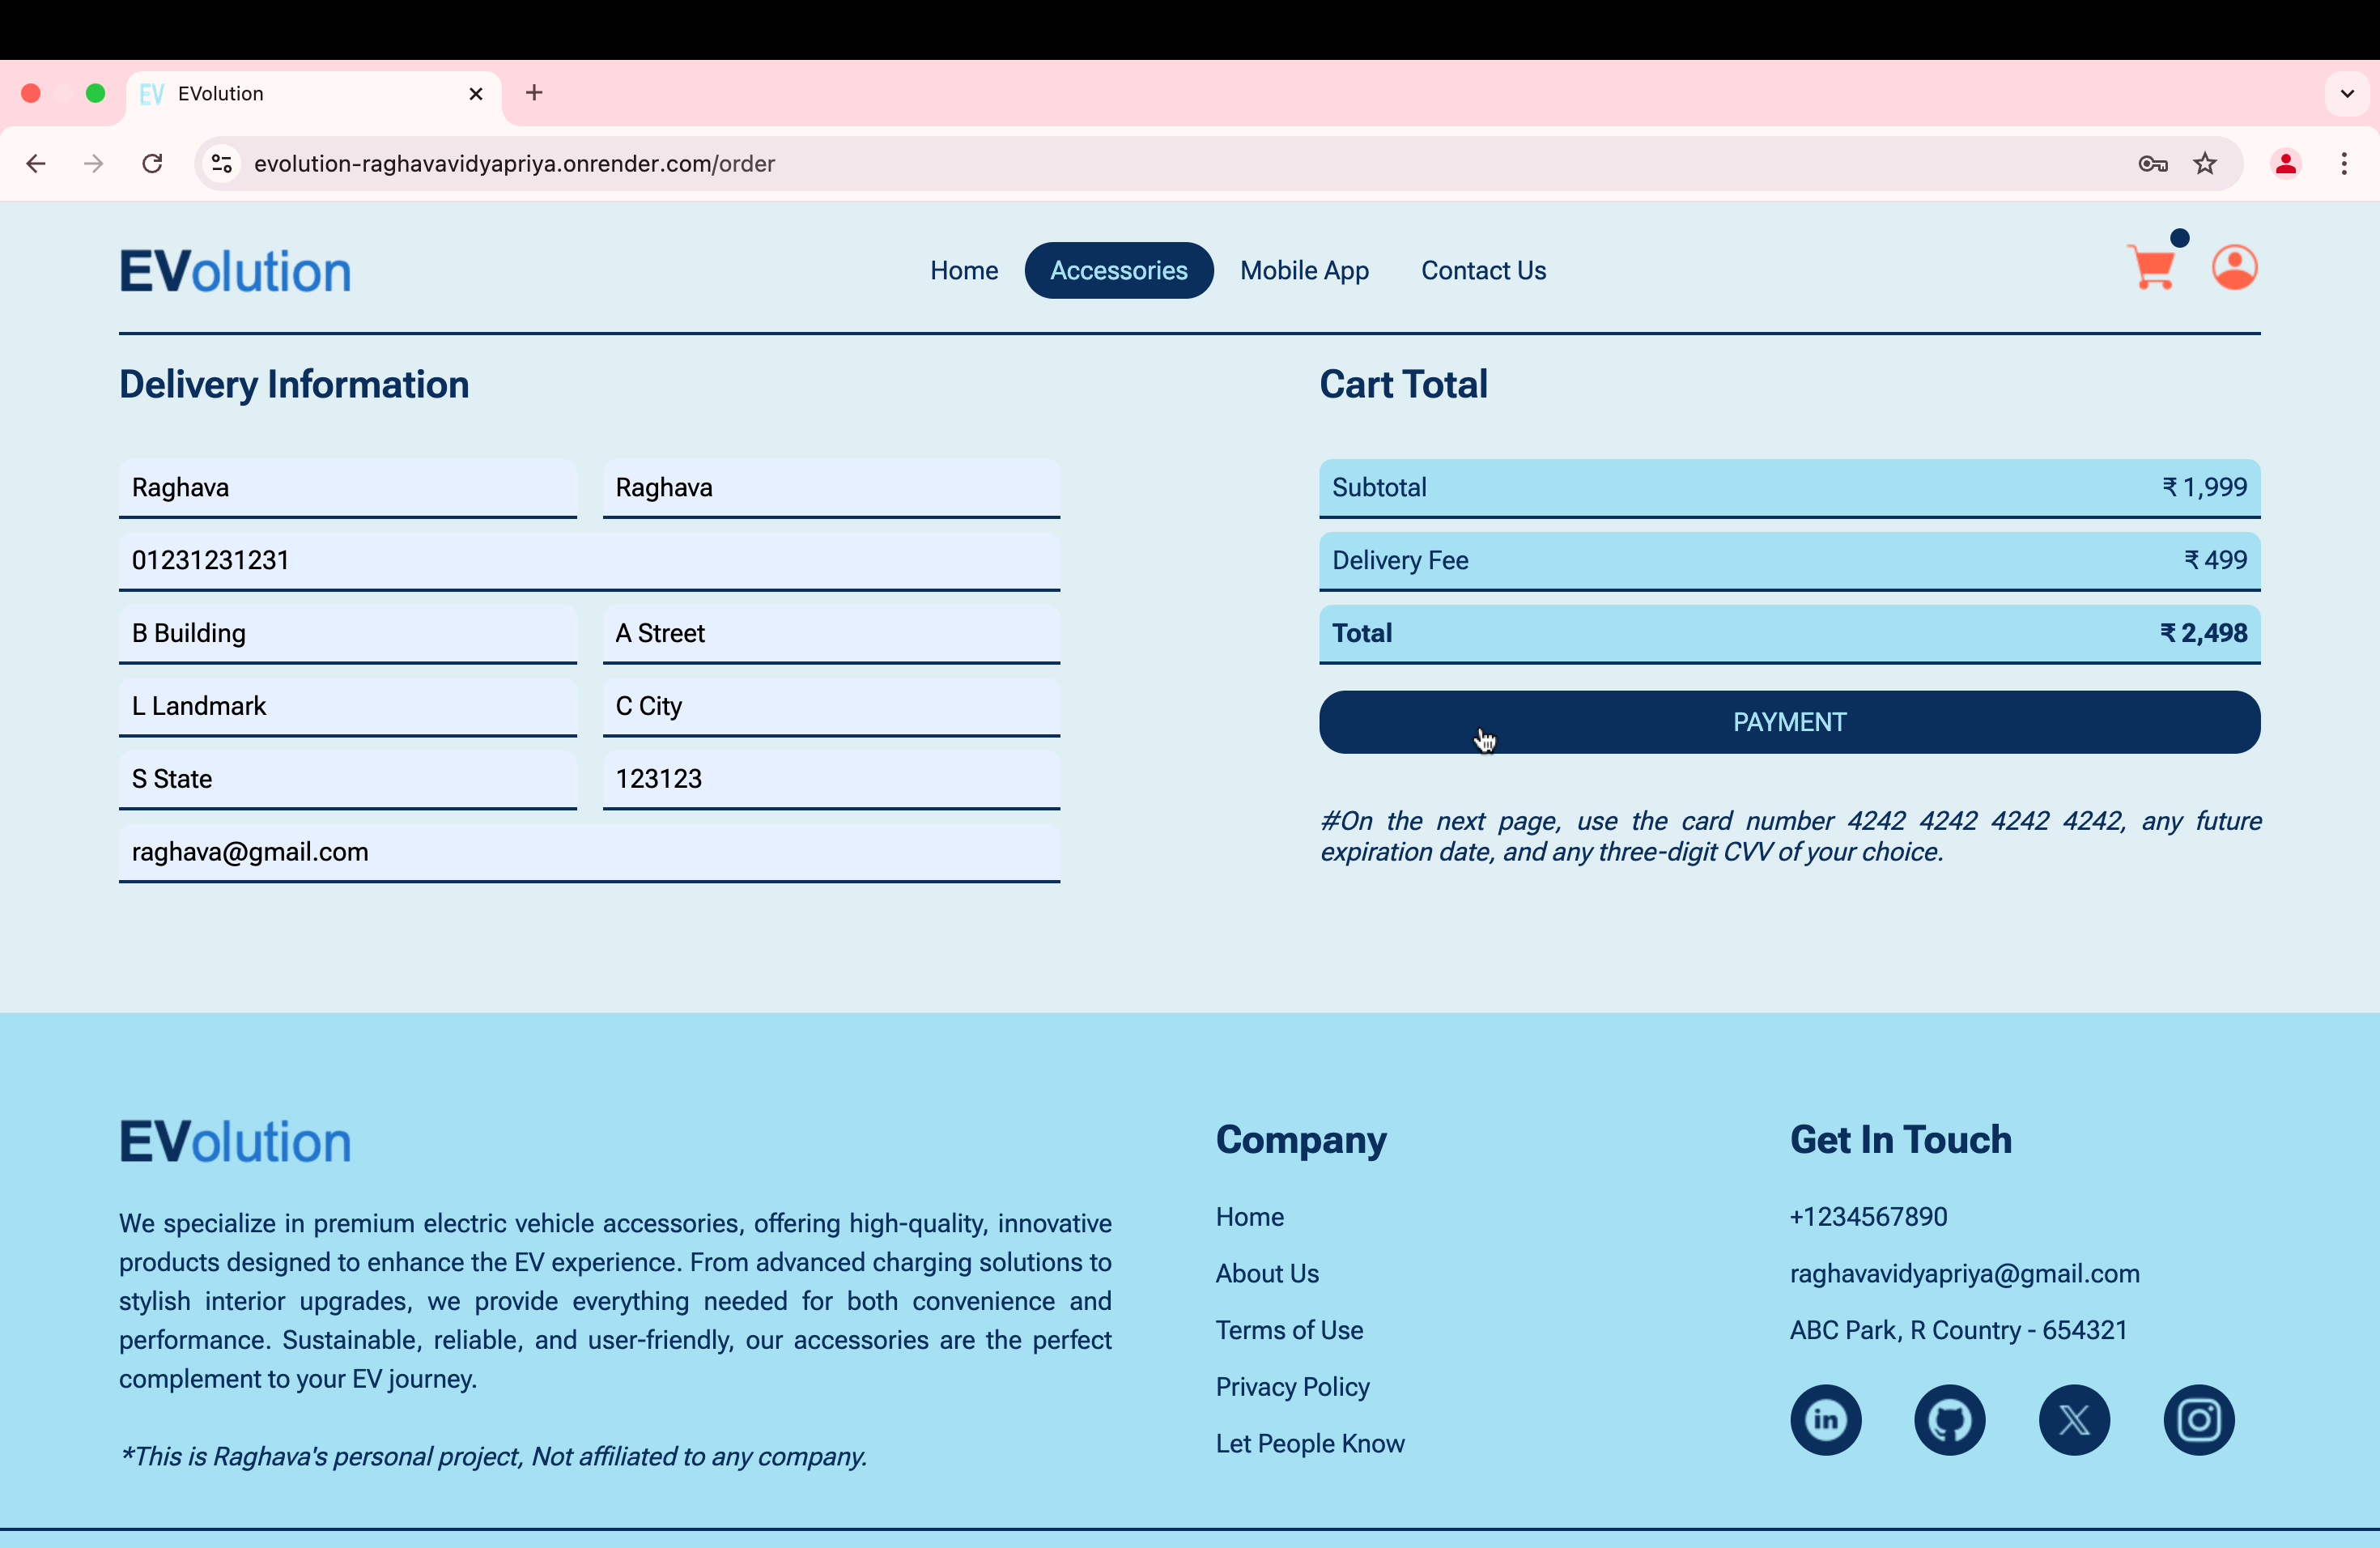 EV EVolution
evolution-raghavavidyapriya.onrender.com/order
EVolution
Home Accessories Mobile App Contact Us
Delivery Information
Raghava Raghava
01231231231
B Building A Street
L Landmark C City
S State 123123
raghava@gmail.com
Cart Total
Subtotal ₹ 1,999
Delivery Fee ₹ 499
Total ₹ 2,498
PAYMENT
#On the next page, use the card number 4242 4242 4242 4242, any future
expiration date, and any three-digit CVV of your choice.
EVolution
We specialize in premium electric vehicle accessories, offering high-quality, innovative
products designed to enhance the EV experience. From advanced charging solutions to
stylish interior upgrades, we provide everything needed for both convenience and
performance. Sustainable, reliable, and user-friendly, our accessories are the perfect
complement to your EV journey.
*This is Raghava's personal project, Not affiliated to any company.
Company
Home
About Us
Terms of Use
Privacy Policy
Let People Know
Get In Touch
+1234567890
raghavavidyapriya@gmail.com
ABC Park, R Country - 654321
in X